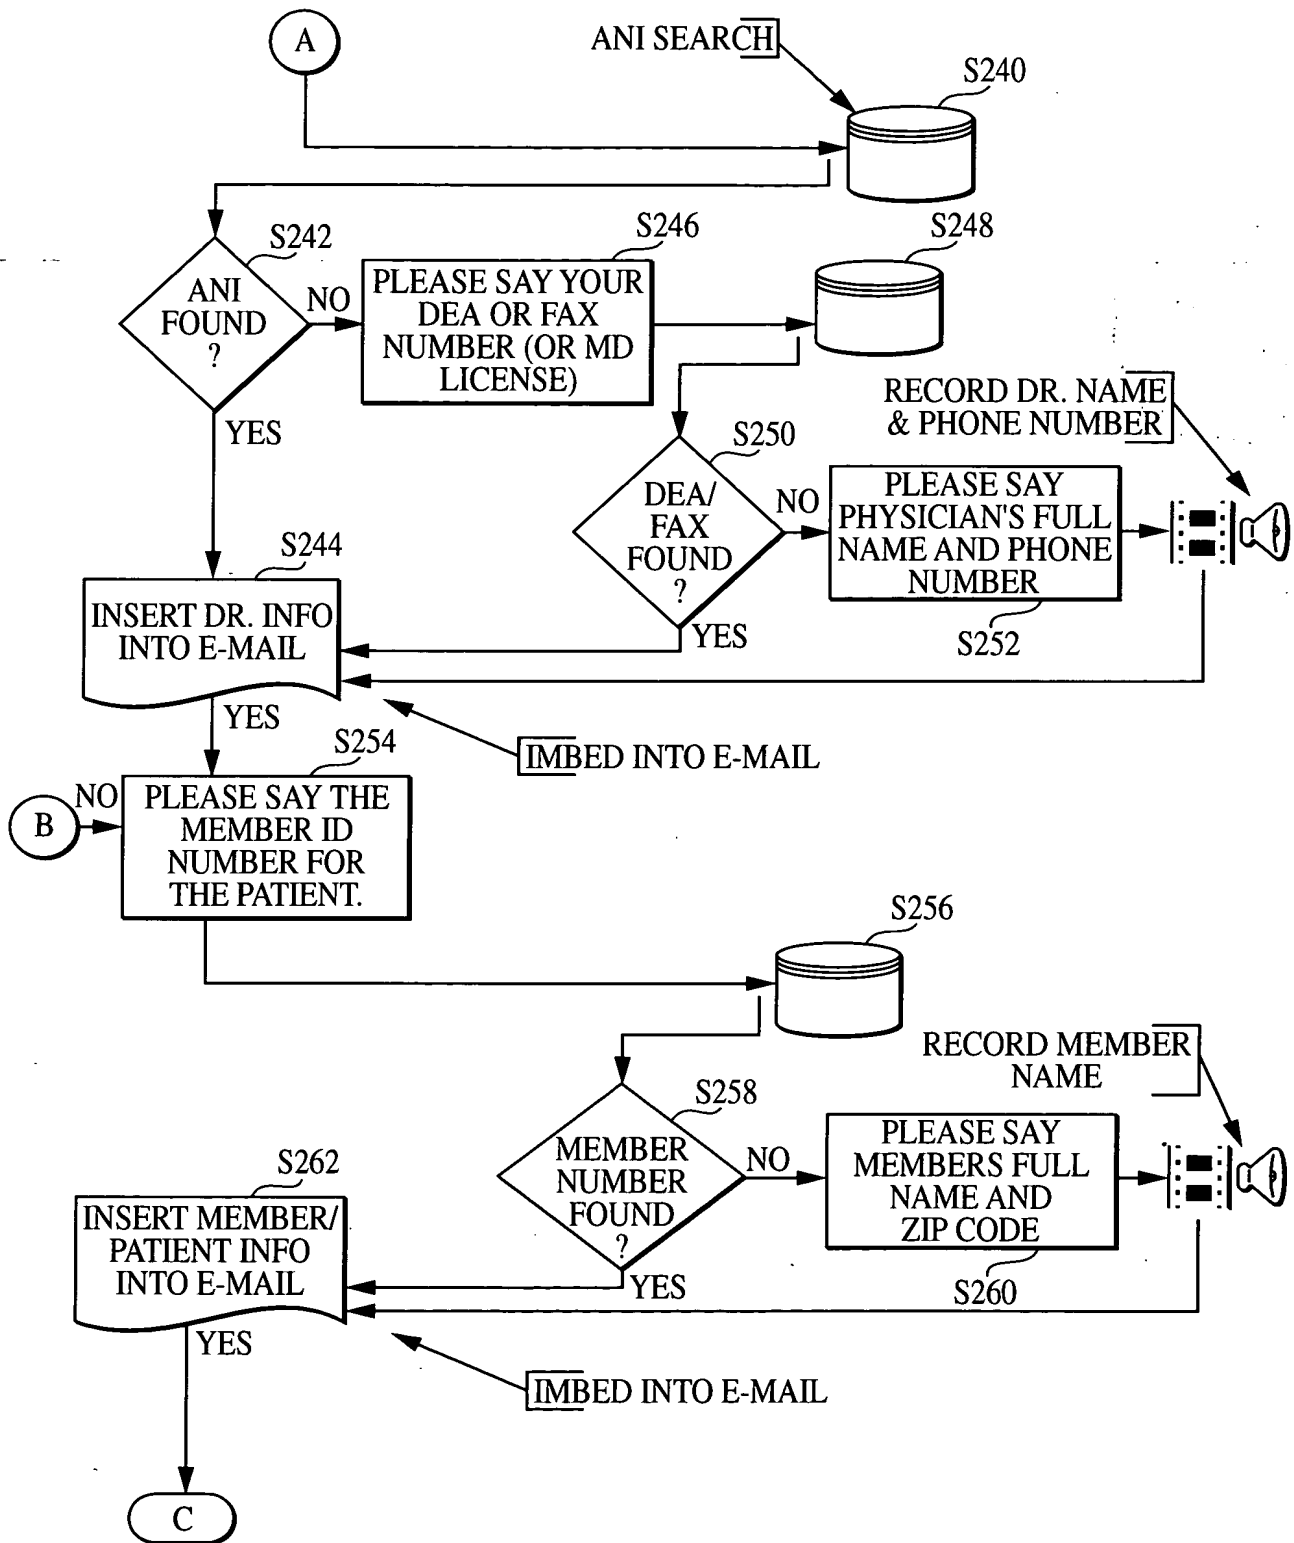 A
ANI SEARCH
S240
S242
ANI
FOUND
?
NO
YES
S246
PLEASE SAY YOUR
DEA OR FAX
NUMBER (OR MD
LICENSE)
S248
S250
DEA/
FAX
FOUND
?
NO
YES
RECORD DR. NAME
& PHONE NUMBER
PLEASE SAY
PHYSICIAN'S FULL
NAME AND PHONE
NUMBER
S252
S244
INSERT DR. INFO
INTO E-MAIL
YES
IMBED INTO E-MAIL
S254
B
NO
PLEASE SAY THE
MEMBER ID
NUMBER FOR
THE PATIENT.
S256
S258
MEMBER
NUMBER
FOUND
?
NO
YES
RECORD MEMBER
NAME
PLEASE SAY
MEMBERS FULL
NAME AND
ZIP CODE
S260
S262
INSERT MEMBER/
PATIENT INFO
INTO E-MAIL
YES
IMBED INTO E-MAIL
C